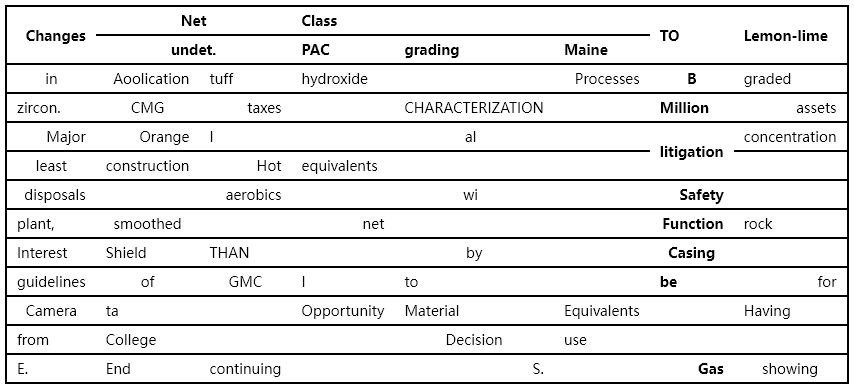 Changes Net Class TO Lemon-lime
undet. PAC grading Maine
in Aoolication tuff hydroxide Processes B graded
zircon. CMG taxes CHARACTERIZATION Million assets
Major Orange I al litigation concentration
least construction Hot equivalents
disposals aerobics wi Safety
plant, smoothed net Function rock
Interest Shield THAN by Casing
guidelines of GMC I to be for
Camera ta Opportunity Material Equivalents Having
from College Decision use
E. End continuing S. Gas showing